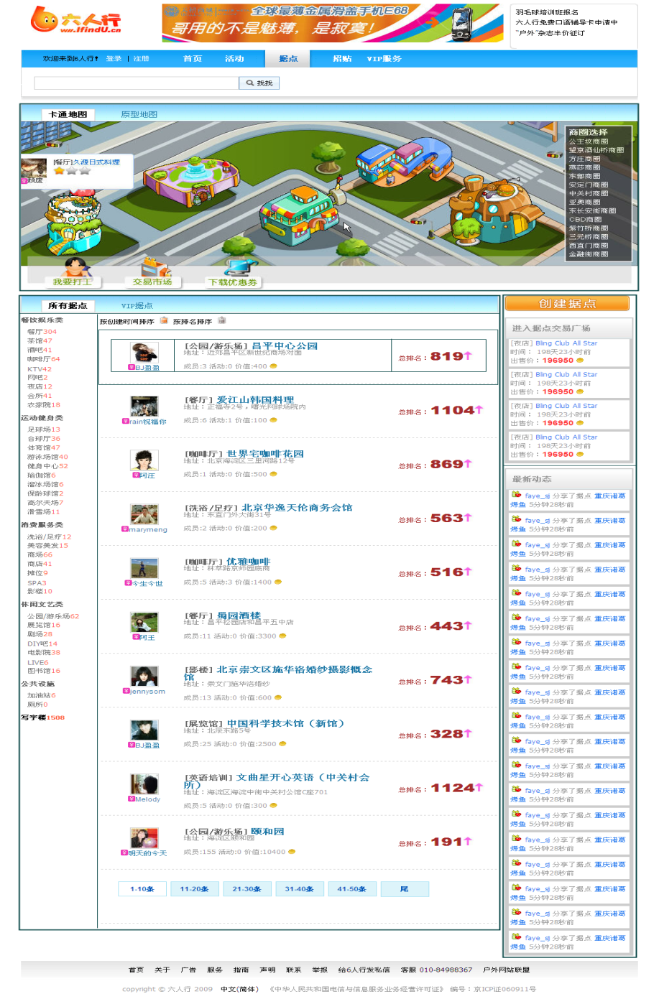 六人行
www.ifindU.cn
全球最薄金属滑盖手机E68
哥用的不是魅薄，是寂寞！
羽毛球培训班报名
六人行免费口语辅导卡申请中
"户外"杂志半价征订
欢迎来到6人行！ 登录 | 注册 首页 活动 据点 招贴 VIP服务
找找
卡通地图 原型地图
[餐厅]久源日式料理
颓废
商圈选择
公主坟商圈
望京酒仙桥商圈
方庄商圈
燕莎商圈
东部商圈
安定门商圈
中关村商圈
亚奥商圈
东长安街商圈
CBD商圈
紫竹桥商圈
三元桥商圈
西直门商圈
金融街商圈
我要打工 交易市场 下载优惠券
所有据点 VIP据点
餐饮娱乐类
餐厅304
茶馆47
酒吧41
咖啡厅64
KTV42
网吧2
夜店12
会所41
农家院18
运动健身类
足球场13
台球厅36
体育馆47
游泳场馆40
健身中心52
瑜伽馆6
溜冰场馆6
保龄球馆2
高尔夫场7
滑雪场11
消费服务类
洗浴/足疗12
美容美发15
商场66
商店41
摊位9
SPA3
影楼10
休闲文艺类
公园/游乐场62
展览馆16
剧场28
DIY吧14
电影院38
LIVE6
图书馆16
公共设施
加油站6
厕所0
写字楼1508
按创建时间排序 按排名排序
[公园/游乐场] 昌平中心公园
地址：近郊昌平区新世纪商场对面
成员:3 活动:0 价值:400
BJ盈盈
总排名：819↑
[餐厅] 爱江山韩国料理
地址：正福寺2号，曙光网球场院内
成员:6 活动:1 价值:100
rain祝福你
总排名：1104↑
[咖啡厅] 世界宅咖啡花园
地址：北京海淀区三里河路12号
成员:1 活动:0 价值:500
阿汪
总排名：869↑
[洗浴/足疗] 北京华逸天伦商务会馆
地址：东直门外大街31号
成员:2 活动:0 价值:200
marymeng
总排名：563↑
[咖啡厅] 优雅咖啡
地址：林萃路京师园底商
成员:5 活动:3 价值:1400
今生今世
总排名：516↑
[餐厅] 蜀园酒楼
地址：昌平松园店和昌平五中店
成员:11 活动:0 价值:3300
阿王
总排名：443↑
[影楼] 北京崇文区施华洛婚纱摄影概念
馆
地址：崇文门施华洛婚纱
成员:13 活动:0 价值:600
jennysom
总排名：743↑
[展览馆] 中国科学技术馆（新馆）
地址：北辰东路5号
成员:25 活动:0 价值:2500
BJ盈盈
总排名：328↑
[英语培训] 文曲星开心英语（中关村会
所）
地址：海淀区海淀中街中关村公馆C座701
成员:5 活动:0 价值:300
Melody
总排名：1124↑
[公园/游乐场] 颐和园
地址：海淀区颐和园
成员:155 活动:0 价值:10400
明天的今天
总排名：191↑
1-10条 11-20条 21-30条 31-40条 41-50条 尾
创建据点
进入据点交易广场
[夜店] Bling Club All Star
时间： 198天23小时前
出售价：196950
[夜店] Bling Club All Star
时间： 198天23小时前
出售价：196950
[夜店] Bling Club All Star
时间： 198天23小时前
出售价：196950
[夜店] Bling Club All Star
时间： 198天23小时前
出售价：196950
最新动态
faye_sj 分享了据点 重庆诸葛
烤鱼 5分钟28秒前
faye_sj 分享了据点 重庆诸葛
烤鱼 5分钟28秒前
faye_sj 分享了据点 重庆诸葛
烤鱼 5分钟28秒前
faye_sj 分享了据点 重庆诸葛
烤鱼 5分钟28秒前
faye_sj 分享了据点 重庆诸葛
烤鱼 5分钟28秒前
faye_sj 分享了据点 重庆诸葛
烤鱼 5分钟28秒前
faye_sj 分享了据点 重庆诸葛
烤鱼 5分钟28秒前
faye_sj 分享了据点 重庆诸葛
烤鱼 5分钟28秒前
faye_sj 分享了据点 重庆诸葛
烤鱼 5分钟28秒前
faye_sj 分享了据点 重庆诸葛
烤鱼 5分钟28秒前
faye_sj 分享了据点 重庆诸葛
烤鱼 5分钟28秒前
faye_sj 分享了据点 重庆诸葛
烤鱼 5分钟28秒前
faye_sj 分享了据点 重庆诸葛
烤鱼 5分钟28秒前
faye_sj 分享了据点 重庆诸葛
烤鱼 5分钟28秒前
faye_sj 分享了据点 重庆诸葛
烤鱼 5分钟28秒前
faye_sj 分享了据点 重庆诸葛
烤鱼 5分钟28秒前
faye_sj 分享了据点 重庆诸葛
烤鱼 5分钟28秒前
faye_sj 分享了据点 重庆诸葛
烤鱼 5分钟28秒前
faye_sj 分享了据点 重庆诸葛
烤鱼 5分钟28秒前
首页 关于 广告 服务 指南 声明 联系 举报 给6人行发私信 客服 010-84988367 户外网站联盟
copyright © 六人行 2009 中文(简体) 《中华人民共和国电信与信息服务业务经营许可证》 编号：京ICP证060911号